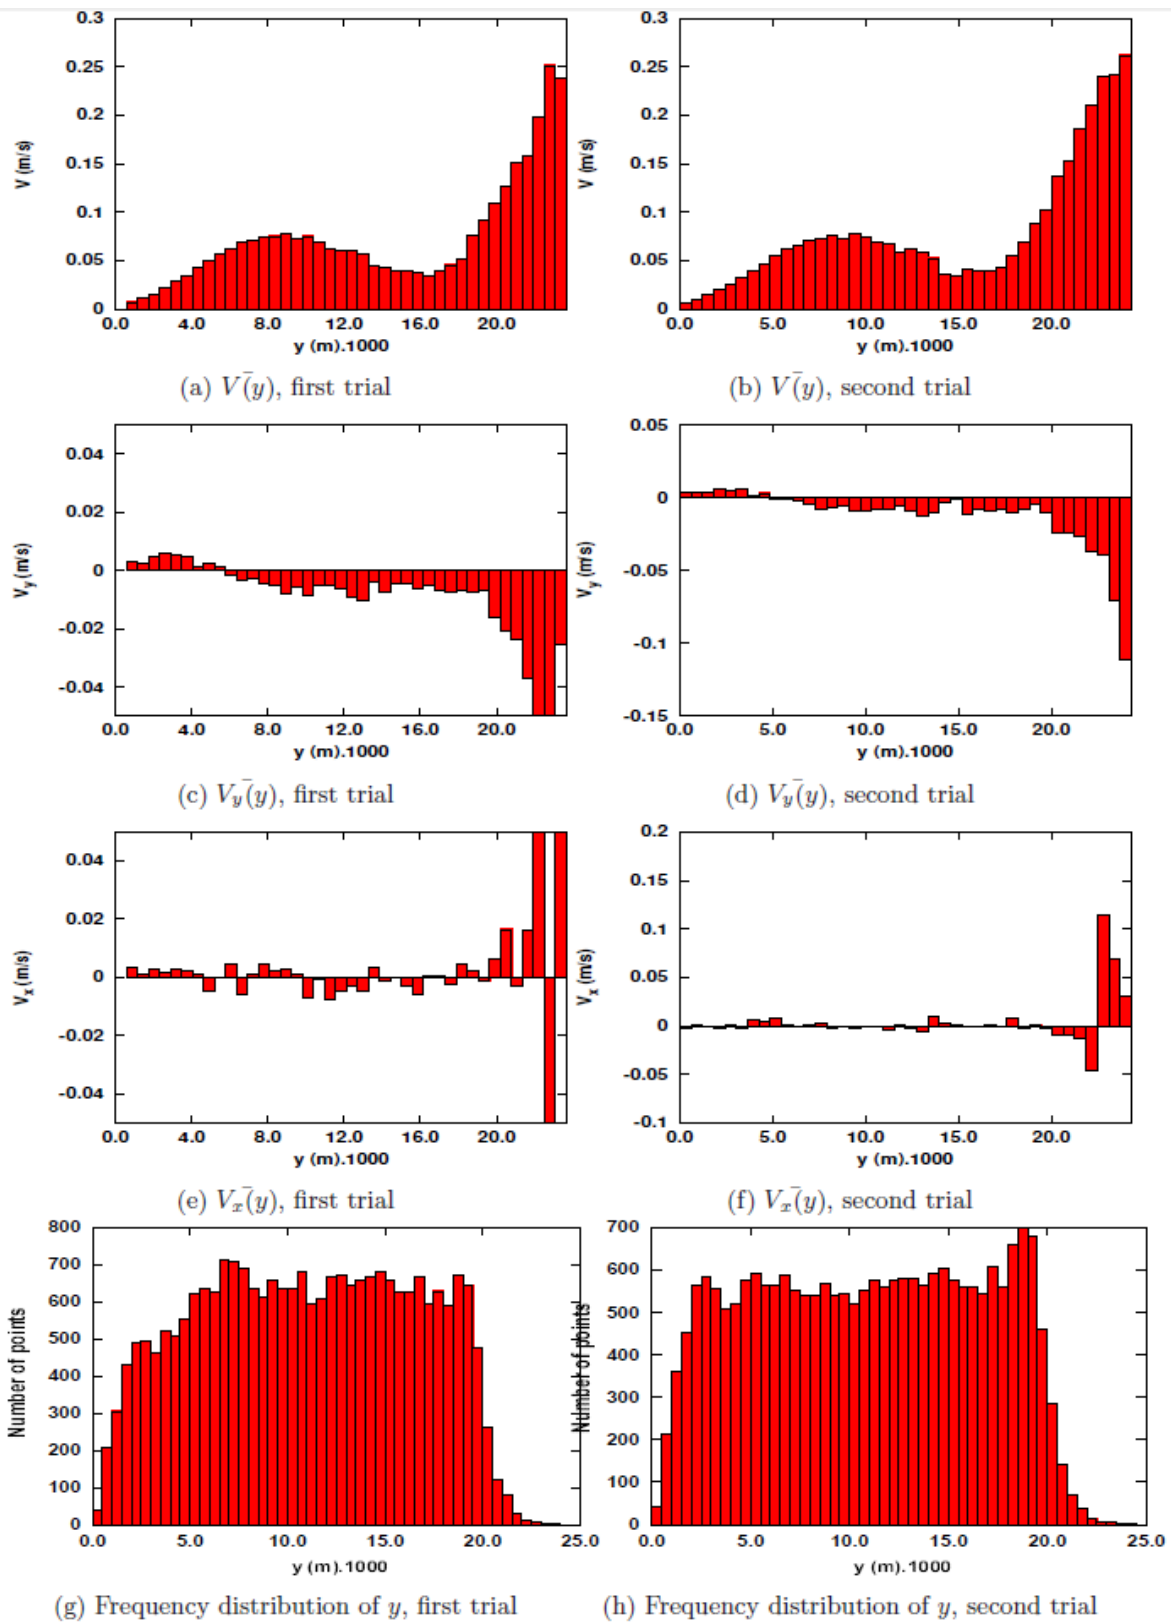 0.3
0.25
0.2
0.15
0.1
0.05
0
V (m/s)
0.0 4.0 8.0 12.0 16.0 20.0
y (m).1000
(a) V̄(y), first trial
0.3
0.25
0.2
0.15
0.1
0.05
0
V (m/s)
0.0 5.0 10.0 15.0 20.0
y (m).1000
(b) V̄(y), second trial
0.04
0.02
0
-0.02
-0.04
V_y (m/s)
0.0 4.0 8.0 12.0 16.0 20.0
y (m).1000
(c) V̄_y(y), first trial
0.05
0
-0.05
-0.1
-0.15
V_y (m/s)
0.0 5.0 10.0 15.0 20.0
y (m).1000
(d) V̄_y(y), second trial
0.04
0.02
0
-0.02
-0.04
V_x (m/s)
0.0 4.0 8.0 12.0 16.0 20.0
y (m).1000
(e) V̄_x(y), first trial
0.2
0.15
0.1
0.05
0
-0.05
-0.1
V_x (m/s)
0.0 5.0 10.0 15.0 20.0
y (m).1000
(f) V̄_x(y), second trial
800
700
600
500
400
300
200
100
0
Number of points
0.0 5.0 10.0 15.0 20.0 25.0
y (m).1000
(g) Frequency distribution of y, first trial
700
600
500
400
300
200
100
0
Number of points
0.0 5.0 10.0 15.0 20.0 25.0
y (m).1000
(h) Frequency distribution of y, second trial